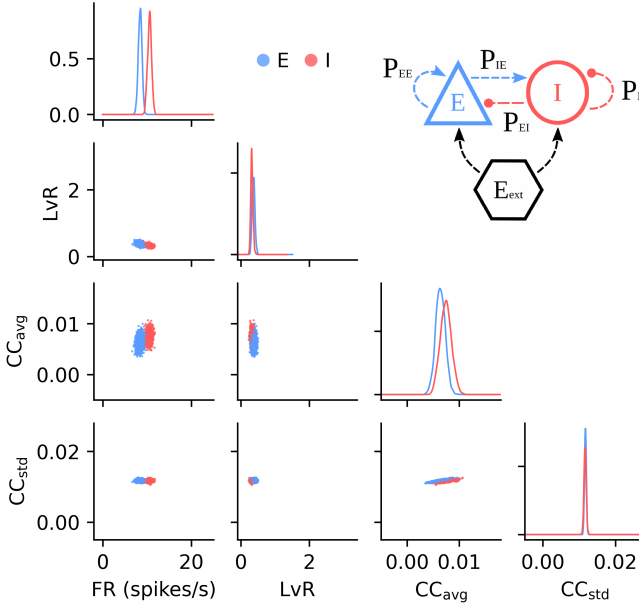 0.5
0.0
E I
P_EE
P_IE
E
I
P
P_EI
E_ext
LvR
2
0
CC_avg
0.01
0.00
CC_std
0.02
0.00
0 20
0 2
0.00 0.01
0.00 0.02
FR (spikes/s)
LvR
CC_avg
CC_std